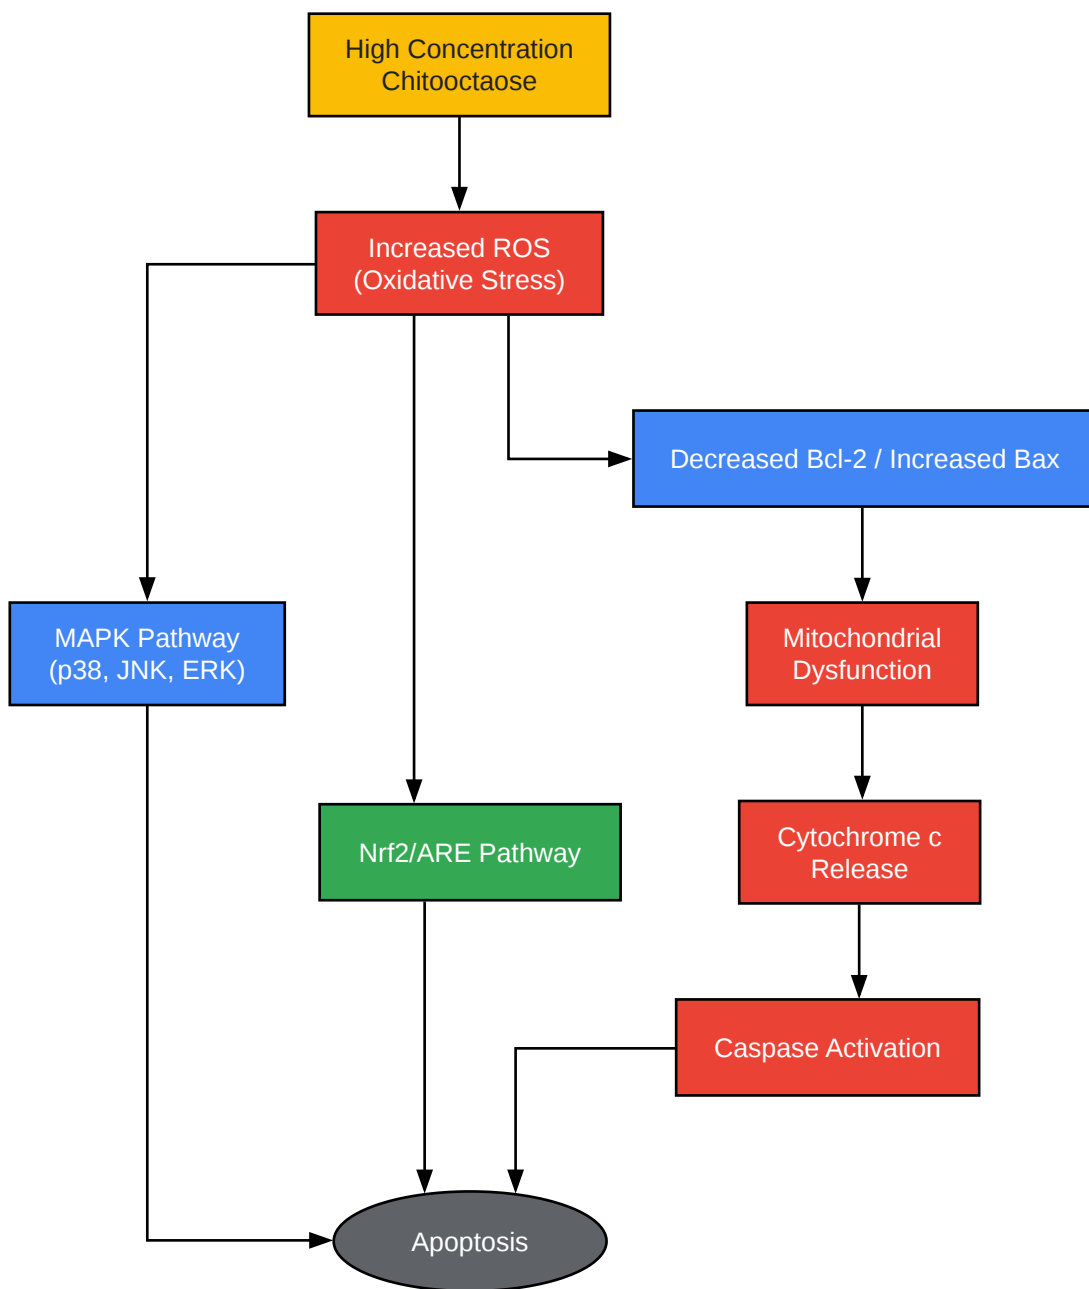 High Concentration
Chitooctaose
Increased ROS
(Oxidative Stress)
Decreased Bcl-2 / Increased Bax
MAPK Pathway
(p38, JNK, ERK)
Mitochondrial
Dysfunction
Nrf2/ARE Pathway
Cytochrome c
Release
Caspase Activation
Apoptosis